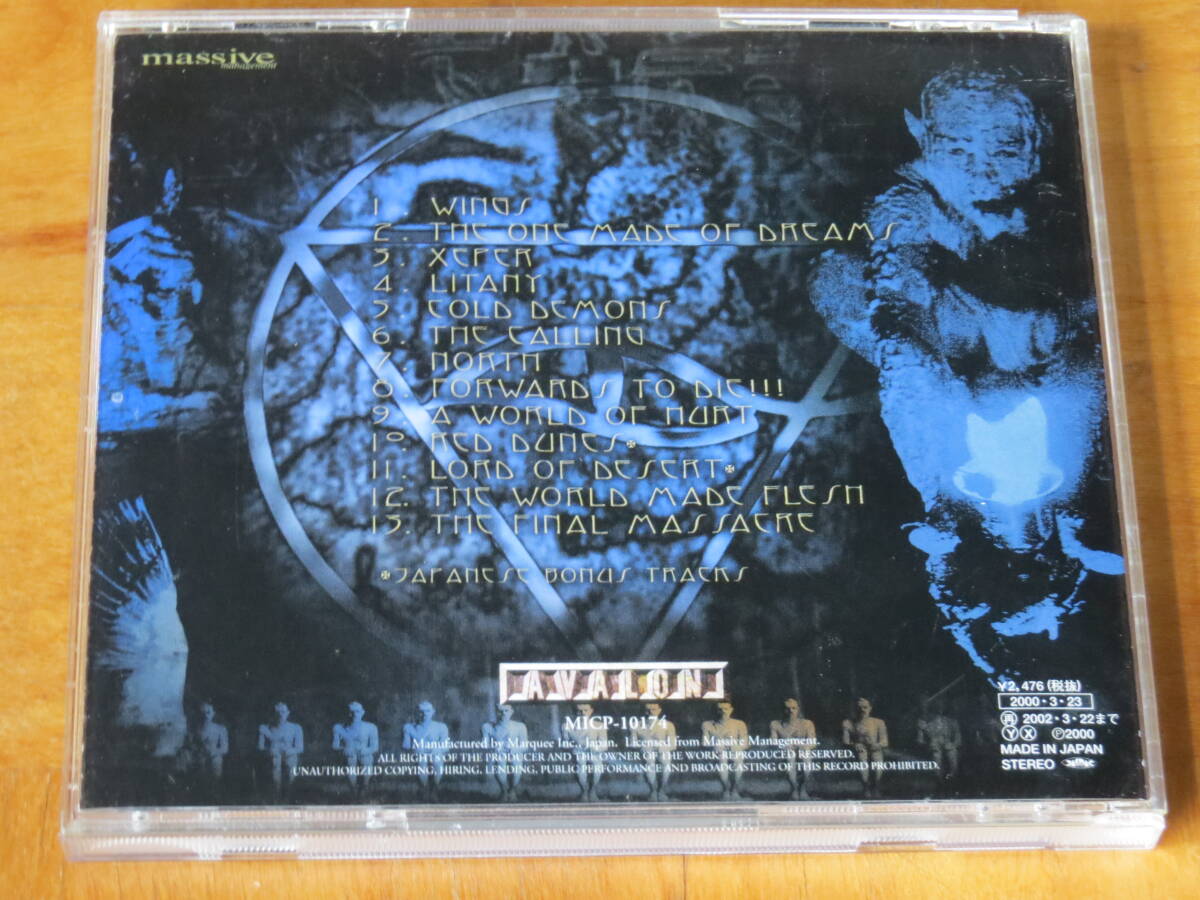 massive
management
1. WINGS
2. THE ONE MADE OF DREAMS
3. XEPER
4. LITANY
5. COLD DEMONS
6. THE CALLING
7. NORTH
8. FORWARDS TO DIE!!!
9. A WORLD OF HURT
10. RED DUNES✠
11. LORD OF DESERT✠
12. THE WORLD MADE FLESH
13. THE FINAL MASSACRE
✠JAPANESE BONUS TRACKS
AVALON
MICP-10174
Manufactured by Marquee Inc., Japan. Licensed from Massive Management.
ALL RIGHTS OF THE PRODUCER AND THE OWNER OF THE WORK REPRODUCED RESERVED.
UNAUTHORIZED COPYING, HIRING, LENDING, PUBLIC PERFORMANCE AND BROADCASTING OF THIS RECORD PROHIBITED.
¥2,476(税抜)
2000・3・23
再 2002・3・22まで
Y X ℗2000
MADE IN JAPAN
STEREO